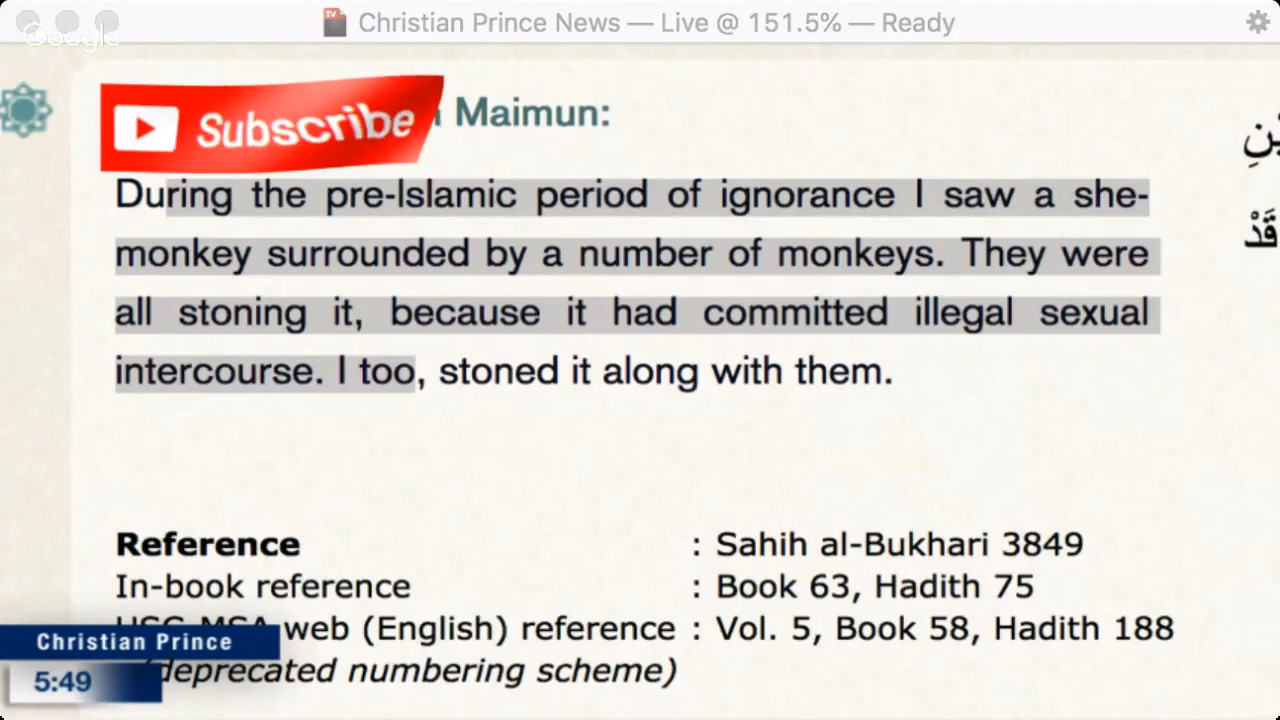 Christian Prince News — Live @ 151.5% — Ready
Google
Subscribe
Maimun:
During the pre-Islamic period of ignorance I saw a she-
monkey surrounded by a number of monkeys. They were
all stoning it, because it had committed illegal sexual
intercourse. I too, stoned it along with them.
قَدْ
Reference : Sahih al-Bukhari 3849
In-book reference : Book 63, Hadith 75
USC-MSA web (English) reference : Vol. 5, Book 58, Hadith 188
(deprecated numbering scheme)
Christian Prince
5:49